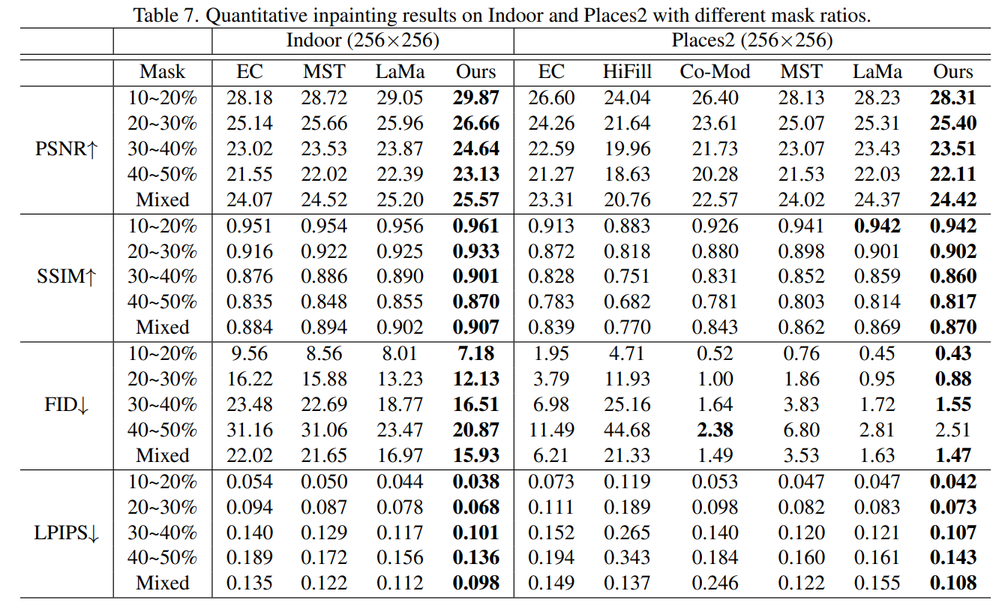 Table 7. Quantitative inpainting results on Indoor and Places2 with different mask ratios.
Indoor (256×256) Places2 (256×256)
Mask EC MST LaMa Ours EC HiFill Co-Mod MST LaMa Ours
10~20% 28.18 28.72 29.05 29.87 26.60 24.04 26.40 28.13 28.23 28.31
20~30% 25.14 25.66 25.96 26.66 24.26 21.64 23.61 25.07 25.31 25.40
PSNR↑ 30~40% 23.02 23.53 23.87 24.64 22.59 19.96 21.73 23.07 23.43 23.51
40~50% 21.55 22.02 22.39 23.13 21.27 18.63 20.28 21.53 22.03 22.11
Mixed 24.07 24.52 25.20 25.57 23.31 20.76 22.57 24.02 24.37 24.42
10~20% 0.951 0.954 0.956 0.961 0.913 0.883 0.926 0.941 0.942 0.942
20~30% 0.916 0.922 0.925 0.933 0.872 0.818 0.880 0.898 0.901 0.902
SSIM↑ 30~40% 0.876 0.886 0.890 0.901 0.828 0.751 0.831 0.852 0.859 0.860
40~50% 0.835 0.848 0.855 0.870 0.783 0.682 0.781 0.803 0.814 0.817
Mixed 0.884 0.894 0.902 0.907 0.839 0.770 0.843 0.862 0.869 0.870
10~20% 9.56 8.56 8.01 7.18 1.95 4.71 0.52 0.76 0.45 0.43
20~30% 16.22 15.88 13.23 12.13 3.79 11.93 1.00 1.86 0.95 0.88
FID↓ 30~40% 23.48 22.69 18.77 16.51 6.98 25.16 1.64 3.83 1.72 1.55
40~50% 31.16 31.06 23.47 20.87 11.49 44.68 2.38 6.80 2.81 2.51
Mixed 22.02 21.65 16.97 15.93 6.21 21.33 1.49 3.53 1.63 1.47
10~20% 0.054 0.050 0.044 0.038 0.073 0.119 0.053 0.047 0.047 0.042
20~30% 0.094 0.087 0.078 0.068 0.111 0.189 0.098 0.082 0.083 0.073
LPIPS↓ 30~40% 0.140 0.129 0.117 0.101 0.152 0.265 0.140 0.120 0.121 0.107
40~50% 0.189 0.172 0.156 0.136 0.194 0.343 0.184 0.160 0.161 0.143
Mixed 0.135 0.122 0.112 0.098 0.149 0.137 0.246 0.122 0.155 0.108